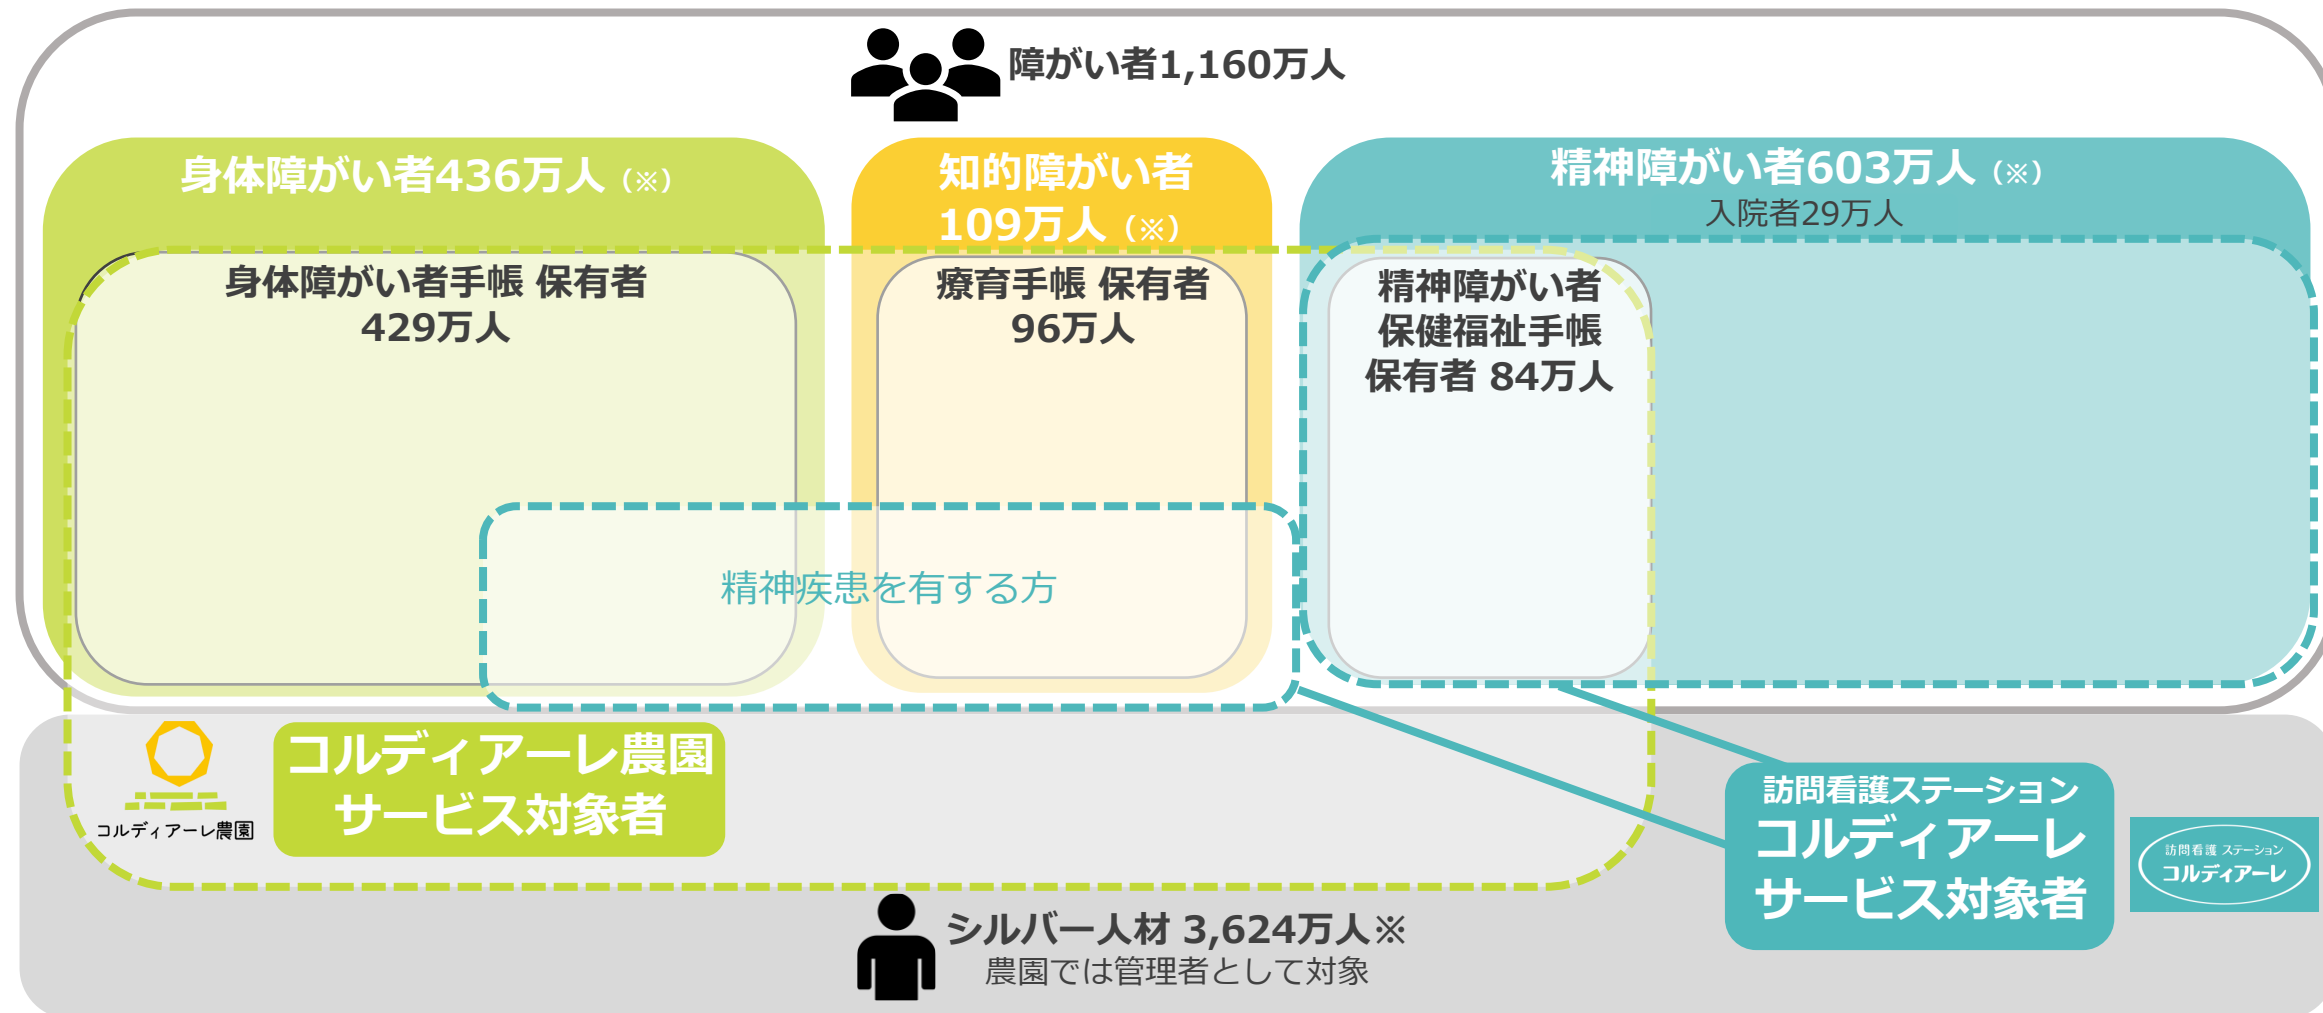 障がい者1,160万人
身体障がい者436万人（※）
知的障がい者
109万人（※）
精神障がい者603万人（※）
入院者29万人
身体障がい者手帳 保有者
429万人
療育手帳 保有者
96万人
精神障がい者
保健福祉手帳
保有者 84万人
精神疾患を有する方
コルディアーレ農園
コルディアーレ農園
サービス対象者
訪問看護ステーション
コルディアーレ
サービス対象者
訪問看護 ステーション
コルディアーレ
シルバー人材 3,624万人※
農園では管理者として対象